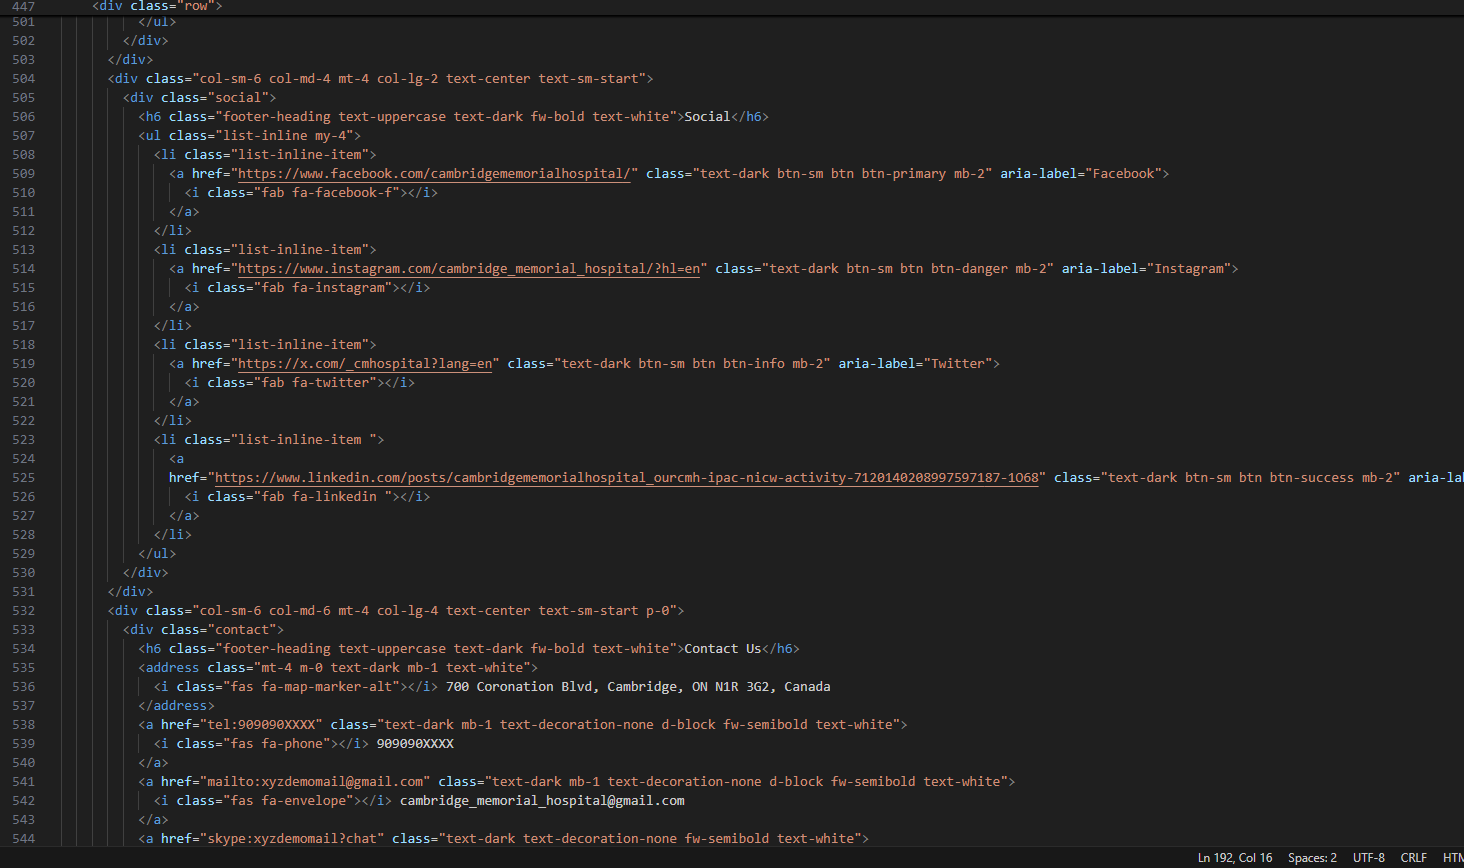 447 <div class="row">
501 </ul>
502 </div>
503 </div>
504 <div class="col-sm-6 col-md-4 mt-4 col-lg-2 text-center text-sm-start">
505 <div class="social">
506 <h6 class="footer-heading text-uppercase text-dark fw-bold text-white">Social</h6>
507 <ul class="list-inline my-4">
508 <li class="list-inline-item">
509 <a href="https://www.facebook.com/cambridgememorialhospital/" class="text-dark btn-sm btn btn-primary mb-2" aria-label="Facebook">
510 <i class="fab fa-facebook-f"></i>
511 </a>
512 </li>
513 <li class="list-inline-item">
514 <a href="https://www.instagram.com/cambridge_memorial_hospital/?hl=en" class="text-dark btn-sm btn btn-danger mb-2" aria-label="Instagram">
515 <i class="fab fa-instagram"></i>
516 </a>
517 </li>
518 <li class="list-inline-item">
519 <a href="https://x.com/_cmhospital?lang=en" class="text-dark btn-sm btn btn-info mb-2" aria-label="Twitter">
520 <i class="fab fa-twitter"></i>
521 </a>
522 </li>
523 <li class="list-inline-item ">
524 <a
525 href="https://www.linkedin.com/posts/cambridgememorialhospital_ourcmh-ipac-nicw-activity-7120140208997597187-1O68" class="text-dark btn-sm btn btn-success mb-2" aria-lab
526 <i class="fab fa-linkedin "></i>
527 </a>
528 </li>
529 </ul>
530 </div>
531 </div>
532 <div class="col-sm-6 col-md-6 mt-4 col-lg-4 text-center text-sm-start p-0">
533 <div class="contact">
534 <h6 class="footer-heading text-uppercase text-dark fw-bold text-white">Contact Us</h6>
535 <address class="mt-4 m-0 text-dark mb-1 text-white">
536 <i class="fas fa-map-marker-alt"></i> 700 Coronation Blvd, Cambridge, ON N1R 3G2, Canada
537 </address>
538 <a href="tel:909090XXXX" class="text-dark mb-1 text-decoration-none d-block fw-semibold text-white">
539 <i class="fas fa-phone"></i> 909090XXXX
540 </a>
541 <a href="mailto:xyzdemomail@gmail.com" class="text-dark mb-1 text-decoration-none d-block fw-semibold text-white">
542 <i class="fas fa-envelope"></i> cambridge_memorial_hospital@gmail.com
543 </a>
544 <a href="skype:xyzdemomail?chat" class="text-dark text-decoration-none fw-semibold text-white">
Ln 192, Col 16 Spaces: 2 UTF-8 CRLF HTM